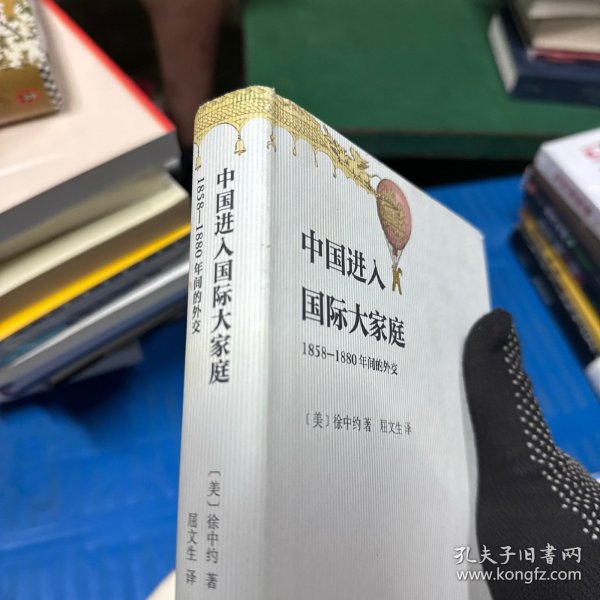 中国进入国际大家庭
1858—1880年间的外交
〔美〕徐中约 著
屈文生 译
中国进入
国际大家庭
1858—1880年间的外交
〔美〕徐中约 著 屈文生 译
孔夫子旧书网
www.kongfz.com